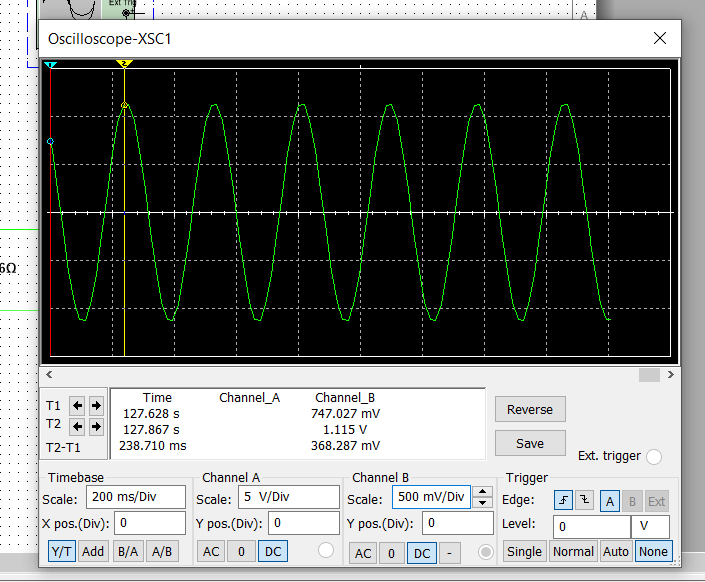 Ext Trig
A
Oscilloscope-XSC1
1
2
6Ω
Time Channel_A Channel_B
T1 127.628 s 747.027 mV
T2 127.867 s 1.115 V
T2-T1 238.710 ms 368.287 mV
Reverse
Save
Ext. trigger
Timebase
Scale: 200 ms/Div
X pos.(Div): 0
Y/T Add B/A A/B
Channel A
Scale: 5 V/Div
Y pos.(Div): 0
AC 0 DC
Channel B
Scale: 500 mV/Div
Y pos.(Div): 0
AC 0 DC -
Trigger
Edge: A B Ext
Level: 0 V
Single Normal Auto None